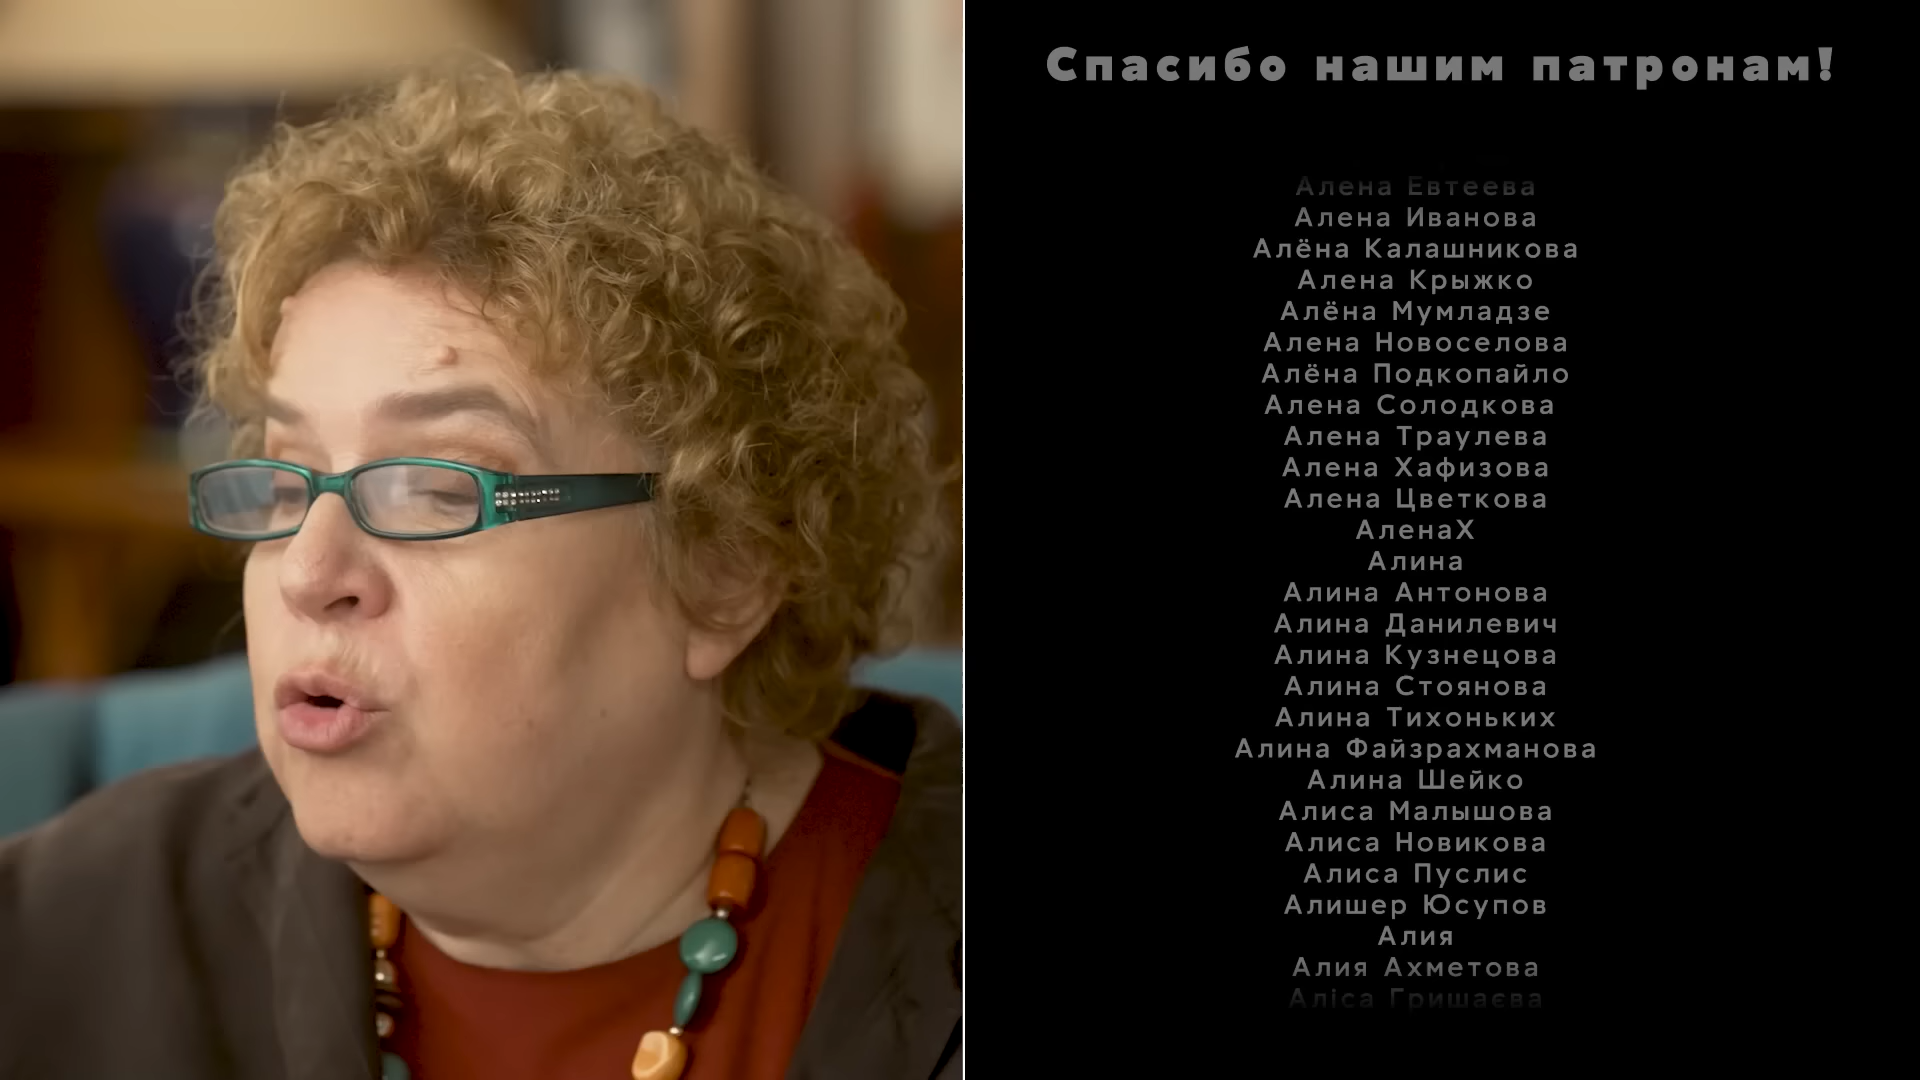 Спасибо нашим патронам!
Алена Евтеева
Алена Иванова
Алёна Калашникова
Алена Крыжко
Алёна Мумладзе
Алена Новоселова
Алёна Подкопайло
Алена Солодкова
Алена Траулева
Алена Хафизова
Алена Цветкова
АленаХ
Алина
Алина Антонова
Алина Данилевич
Алина Кузнецова
Алина Стоянова
Алина Тихоньких
Алина Файзрахманова
Алина Шейко
Алиса Малышова
Алиса Новикова
Алиса Пуслис
Алишер Юсупов
Алия
Алия Ахметова
Аліса Гришаєва